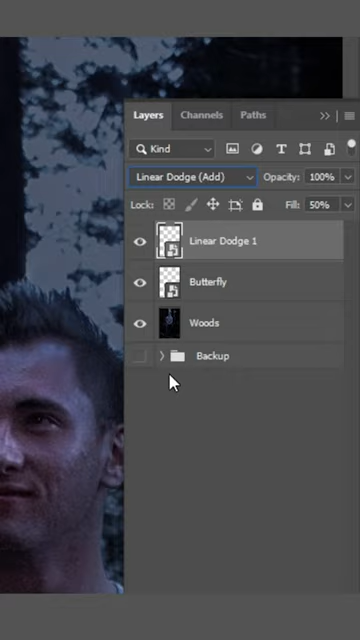 Layers Channels Paths
Kind
Linear Dodge (Add) Opacity: 100%
Lock: Fill: 50%
Linear Dodge 1
Butterfly
Woods
Backup